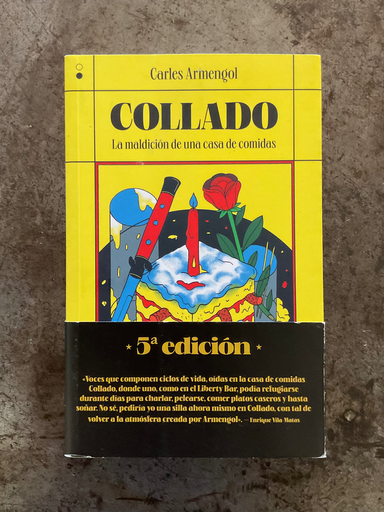 Carles Armengol
COLLADO
La maldición de una casa de comidas
* 5ª edición *
«Voces que componen ciclos de vida, oídas en la casa de comidas
Collado, donde uno, como en el Liberty Bar, podía refugiarse
durante días para charlar, pelearse, comer platos caseros y hasta
soñar. No sé, pediría yo una silla ahora mismo en Collado, con tal de
volver a la atmósfera creada por Armengol». — Enrique Vila-Matas